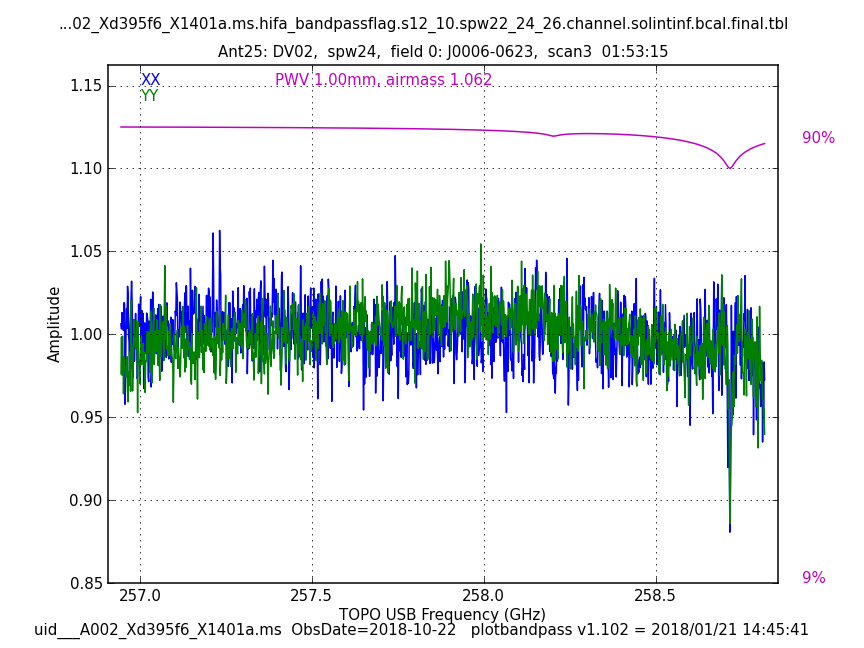 ...02_Xd395f6_X1401a.ms.hifa_bandpassflag.s12_10.spw22_24_26.channel.solintinf.bcal.final.tbl
Ant25: DV02,  spw24,  field 0: J0006-0623,  scan3  01:53:15
XX
YY
PWV 1.00mm, airmass 1.062
1.15
1.10
1.05
1.00
0.95
0.90
0.85
Amplitude
90%
9%
257.0 257.5 258.0 258.5
TOPO USB Frequency (GHz)
uid___A002_Xd395f6_X1401a.ms  ObsDate=2018-10-22   plotbandpass v1.102 = 2018/01/21 14:45:41